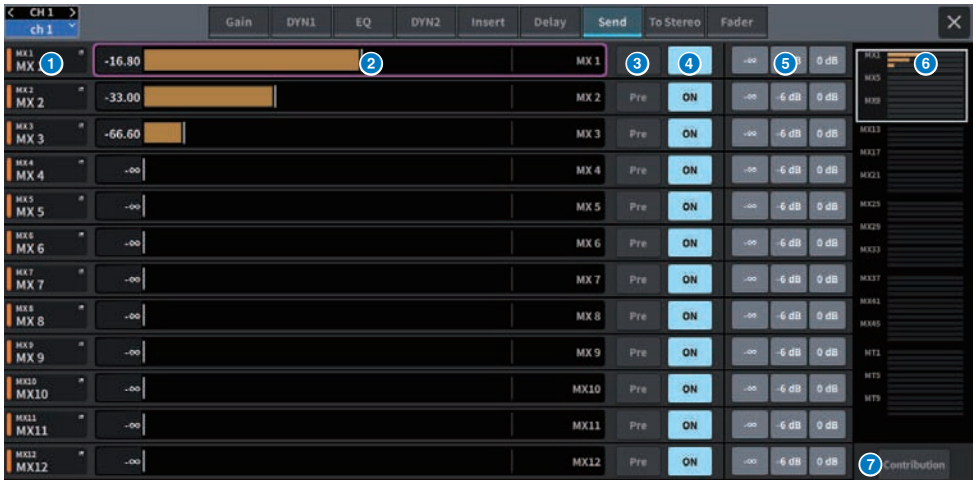 < CH 1 >
ch 1
Gain DYN1 EQ DYN2 Insert Delay Send To Stereo Fader
MX1
MX 1 -16.80 2 MX 1 3 4 -∞ 5 0 dB
MX2
MX 2 -33.00 MX 2 Pre ON -∞ -6 dB 0 dB
MX3
MX 3 -66.60 MX 3 Pre ON -∞ -6 dB 0 dB
MX4
MX 4 -∞ MX 4 Pre ON -∞ -6 dB 0 dB
MX5
MX 5 -∞ MX 5 Pre ON -∞ -6 dB 0 dB
MX6
MX 6 -∞ MX 6 Pre ON -∞ -6 dB 0 dB
MX7
MX 7 -∞ MX 7 Pre ON -∞ -6 dB 0 dB
MX8
MX 8 -∞ MX 8 Pre ON -∞ -6 dB 0 dB
MX9
MX 9 -∞ MX 9 Pre ON -∞ -6 dB 0 dB
MX10
MX10 -∞ MX10 Pre ON -∞ -6 dB 0 dB
MX11
MX11 -∞ MX11 Pre ON -∞ -6 dB 0 dB
MX12
MX12 -∞ MX12 Pre ON -∞ -6 dB 0 dB
MX1 6
MX5
MX9
MX13
MX17
MX21
MX25
MX29
MX33
MX37
MX41
MX45
MT1
MT5
MT9
7 Contribution